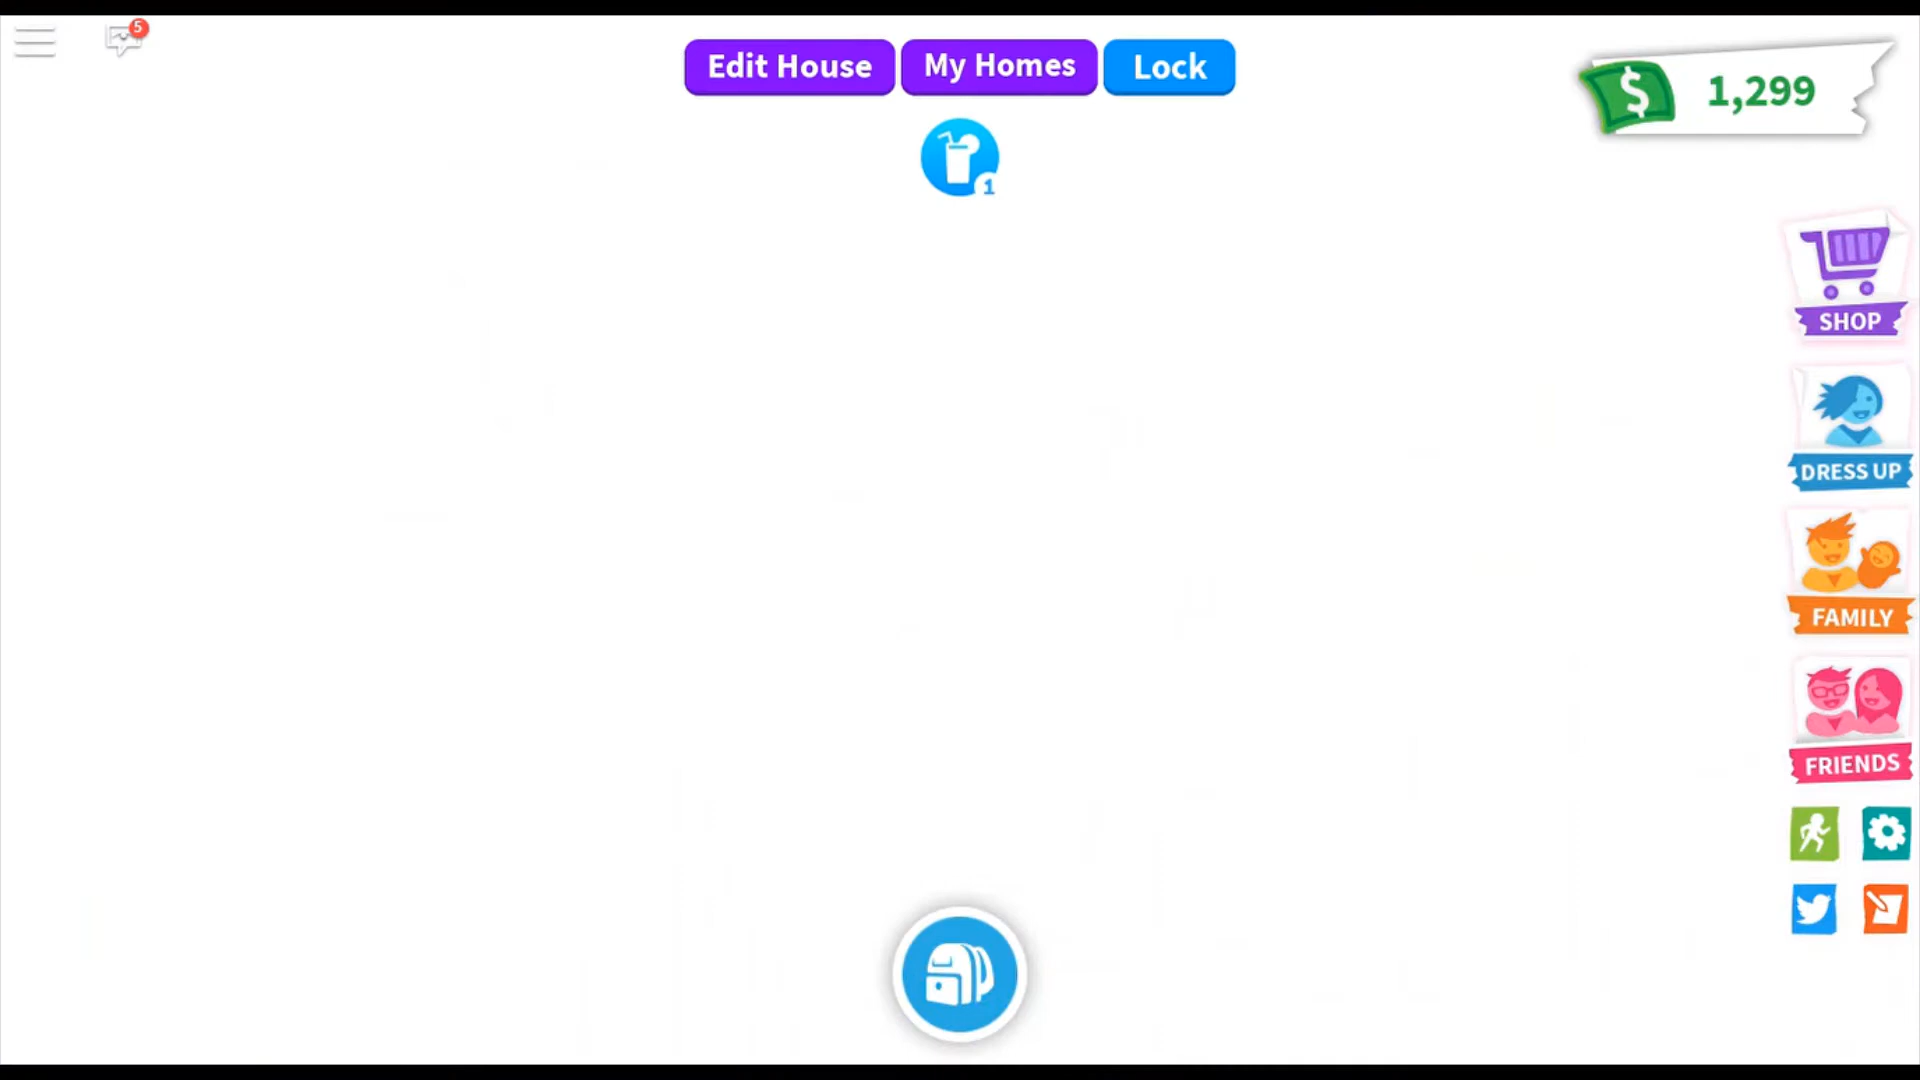 5
Edit House
My Homes
Lock
$ 1,299
1
SHOP
DRESS UP
FAMILY
FRIENDS